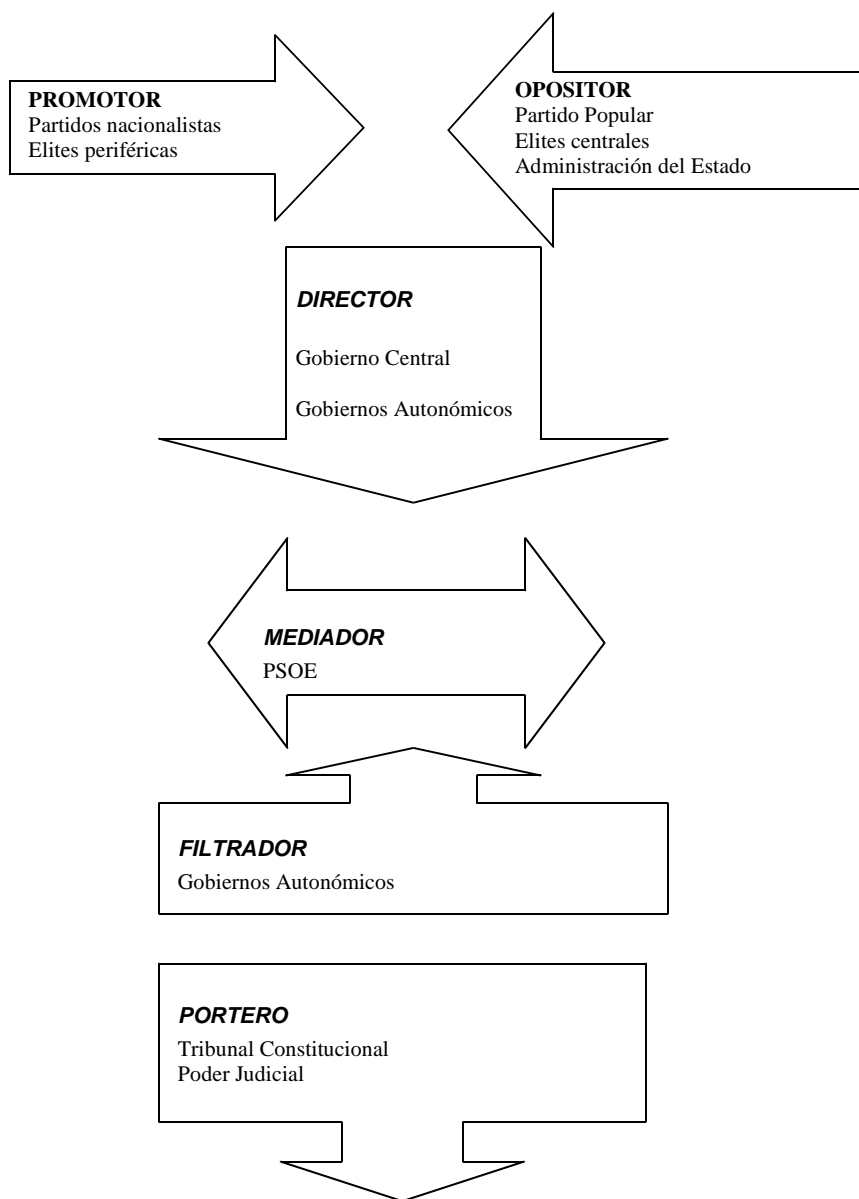 PROMOTOR
Partidos nacionalistas
Elites periféricas
OPOSITOR
Partido Popular
Elites centrales
Administración del Estado
DIRECTOR
Gobierno Central
Gobiernos Autonómicos
MEDIADOR
PSOE
FILTRADOR
Gobiernos Autonómicos
PORTERO
Tribunal Constitucional
Poder Judicial